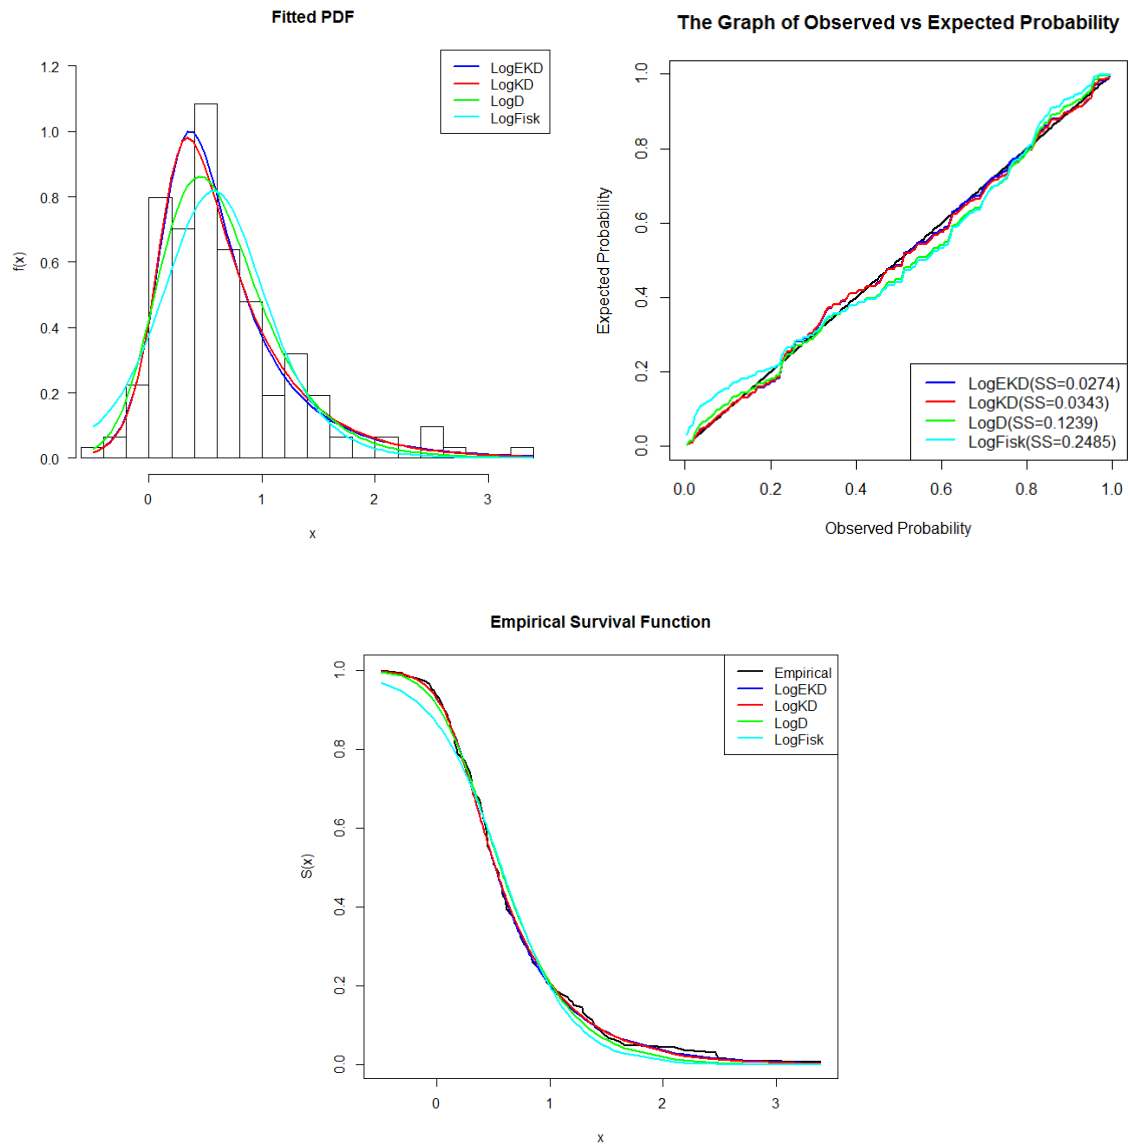 Fitted PDF
LogEKD
LogKD
LogD
LogFisk
1.2
1.0
0.8
0.6
0.4
0.2
0.0
f(x)
0 1 2 3
x
The Graph of Observed vs Expected Probability
1.0
0.8
0.6
0.4
0.2
0.0
Expected Probability
LogEKD(SS=0.0274)
LogKD(SS=0.0343)
LogD(SS=0.1239)
LogFisk(SS=0.2485)
0.0 0.2 0.4 0.6 0.8 1.0
Observed Probability
Empirical Survival Function
Empirical
LogEKD
LogKD
LogD
LogFisk
1.0
0.8
0.6
0.4
0.2
0.0
S(x)
0 1 2 3
x